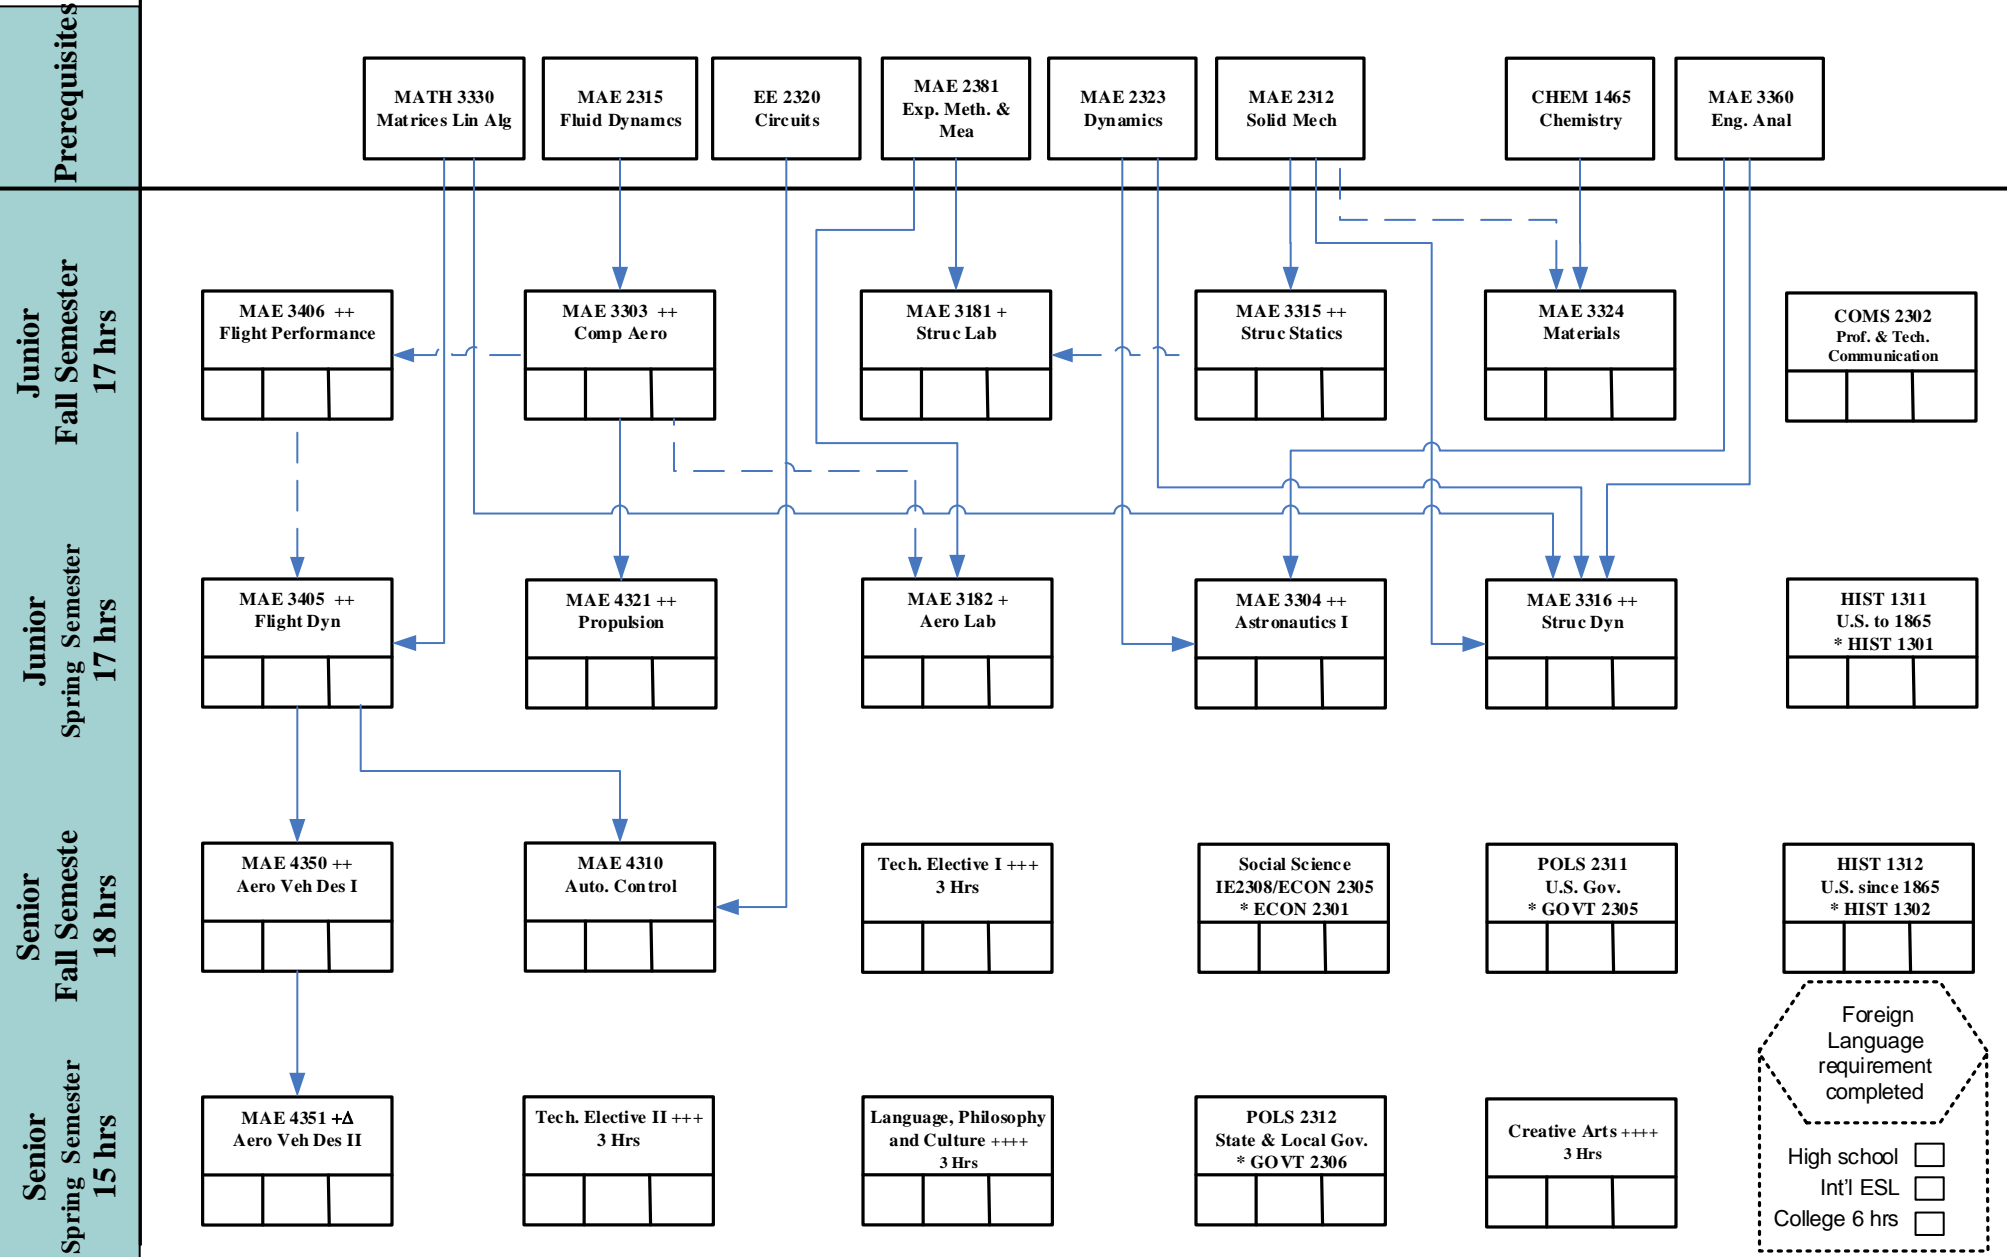 Prerequisites
MATH 3330
Matrices Lin Alg
MAE 2315
Fluid Dynamcs
EE 2320
Circuits
MAE 2381
Exp. Meth. &
Mea
MAE 2323
Dynamics
MAE 2312
Solid Mech
CHEM 1465
Chemistry
MAE 3360
Eng. Anal
Junior
Fall Semester
17 hrs
MAE 3406 ++
Flight Performance
MAE 3303 ++
Comp Aero
MAE 3181 +
Struc Lab
MAE 3315 ++
Struc Statics
MAE 3324
Materials
COMS 2302
Prof. & Tech.
Communication
Junior
Spring Semester
17 hrs
MAE 3405 ++
Flight Dyn
MAE 4321 ++
Propulsion
MAE 3182 +
Aero Lab
MAE 3304 ++
Astronautics I
MAE 3316 ++
Struc Dyn
HIST 1311
U.S. to 1865
* HIST 1301
Senior
Fall Semeste
18 hrs
MAE 4350 ++
Aero Veh Des I
MAE 4310
Auto. Control
Tech. Elective I +++
3 Hrs
Social Science
IE2308/ECON 2305
* ECON 2301
POLS 2311
U.S. Gov.
* GOVT 2305
HIST 1312
U.S. since 1865
* HIST 1302
Foreign
Language
requirement
completed
High school
Int'l ESL
College 6 hrs
Senior
Spring Semester
15 hrs
MAE 4351 +Δ
Aero Veh Des II
Tech. Elective II +++
3 Hrs
Language, Philosophy
and Culture ++++
3 Hrs
POLS 2312
State & Local Gov.
* GOVT 2306
Creative Arts ++++
3 Hrs